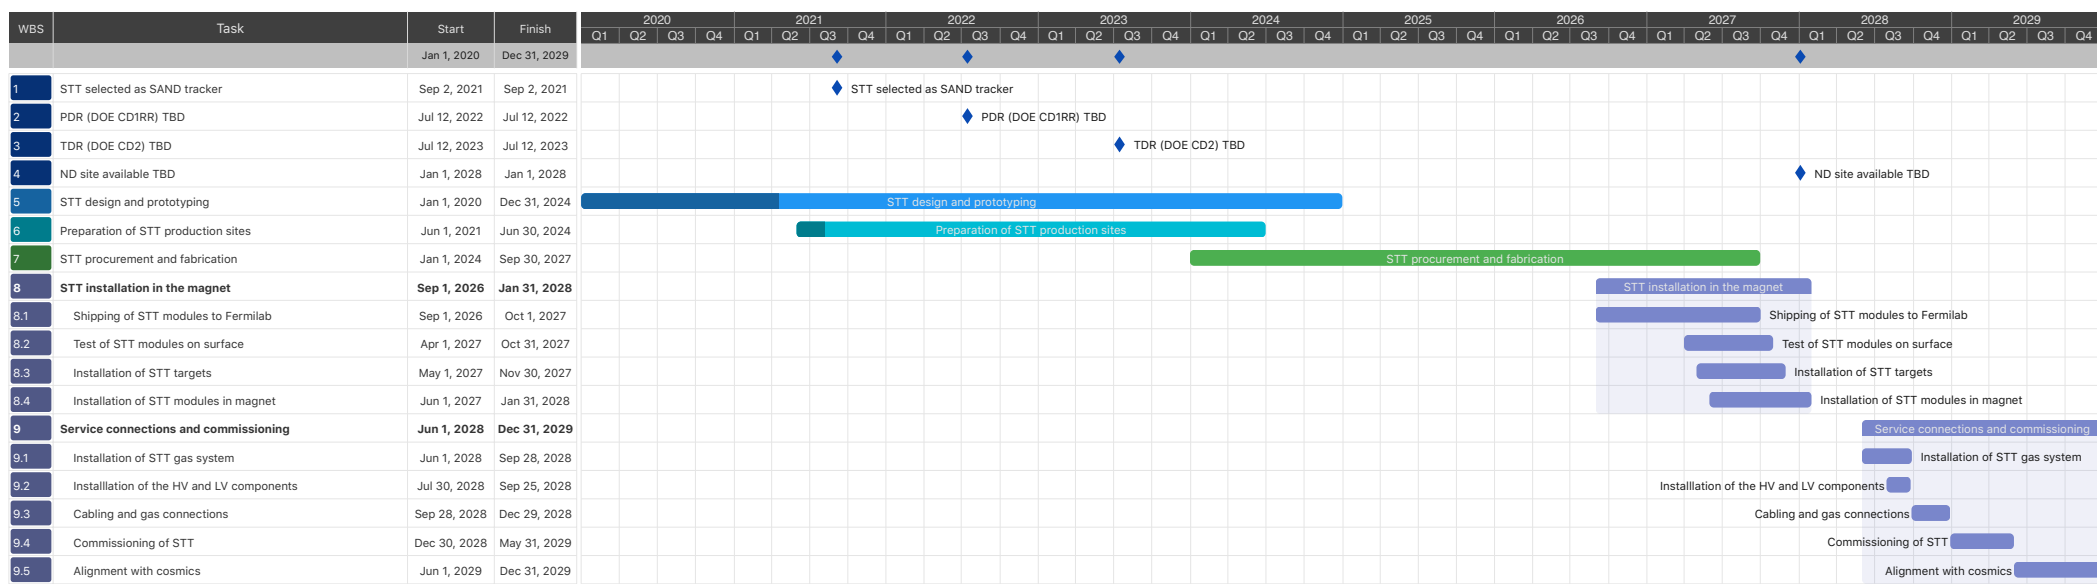 WBS Task Start Finish 2020 2021 2022 2023 2024 2025 2026 2027 2028 2029
Q1 Q2 Q3 Q4 Q1 Q2 Q3 Q4 Q1 Q2 Q3 Q4 Q1 Q2 Q3 Q4 Q1 Q2 Q3 Q4 Q1 Q2 Q3 Q4 Q1 Q2 Q3 Q4 Q1 Q2 Q3 Q4 Q1 Q2 Q3 Q4 Q1 Q2 Q3 Q4
Jan 1, 2020 Dec 31, 2029
1 STT selected as SAND tracker Sep 2, 2021 Sep 2, 2021 STT selected as SAND tracker
2 PDR (DOE CD1RR) TBD Jul 12, 2022 Jul 12, 2022 PDR (DOE CD1RR) TBD
3 TDR (DOE CD2) TBD Jul 12, 2023 Jul 12, 2023 TDR (DOE CD2) TBD
4 ND site available TBD Jan 1, 2028 Jan 1, 2028 ND site available TBD
5 STT design and prototyping Jan 1, 2020 Dec 31, 2024 STT design and prototyping
6 Preparation of STT production sites Jun 1, 2021 Jun 30, 2024 Preparation of STT production sites
7 STT procurement and fabrication Jan 1, 2024 Sep 30, 2027 STT procurement and fabrication
8 STT installation in the magnet Sep 1, 2026 Jan 31, 2028 STT installation in the magnet
8.1 Shipping of STT modules to Fermilab Sep 1, 2026 Oct 1, 2027 Shipping of STT modules to Fermilab
8.2 Test of STT modules on surface Apr 1, 2027 Oct 31, 2027 Test of STT modules on surface
8.3 Installation of STT targets May 1, 2027 Nov 30, 2027 Installation of STT targets
8.4 Installation of STT modules in magnet Jun 1, 2027 Jan 31, 2028 Installation of STT modules in magnet
9 Service connections and commissioning Jun 1, 2028 Dec 31, 2029 Service connections and commissioning
9.1 Installation of STT gas system Jun 1, 2028 Sep 28, 2028 Installation of STT gas system
9.2 Installlation of the HV and LV components Jul 30, 2028 Sep 25, 2028 Installlation of the HV and LV components
9.3 Cabling and gas connections Sep 28, 2028 Dec 29, 2028 Cabling and gas connections
9.4 Commissioning of STT Dec 30, 2028 May 31, 2029 Commissioning of STT
9.5 Alignment with cosmics Jun 1, 2029 Dec 31, 2029 Alignment with cosmics